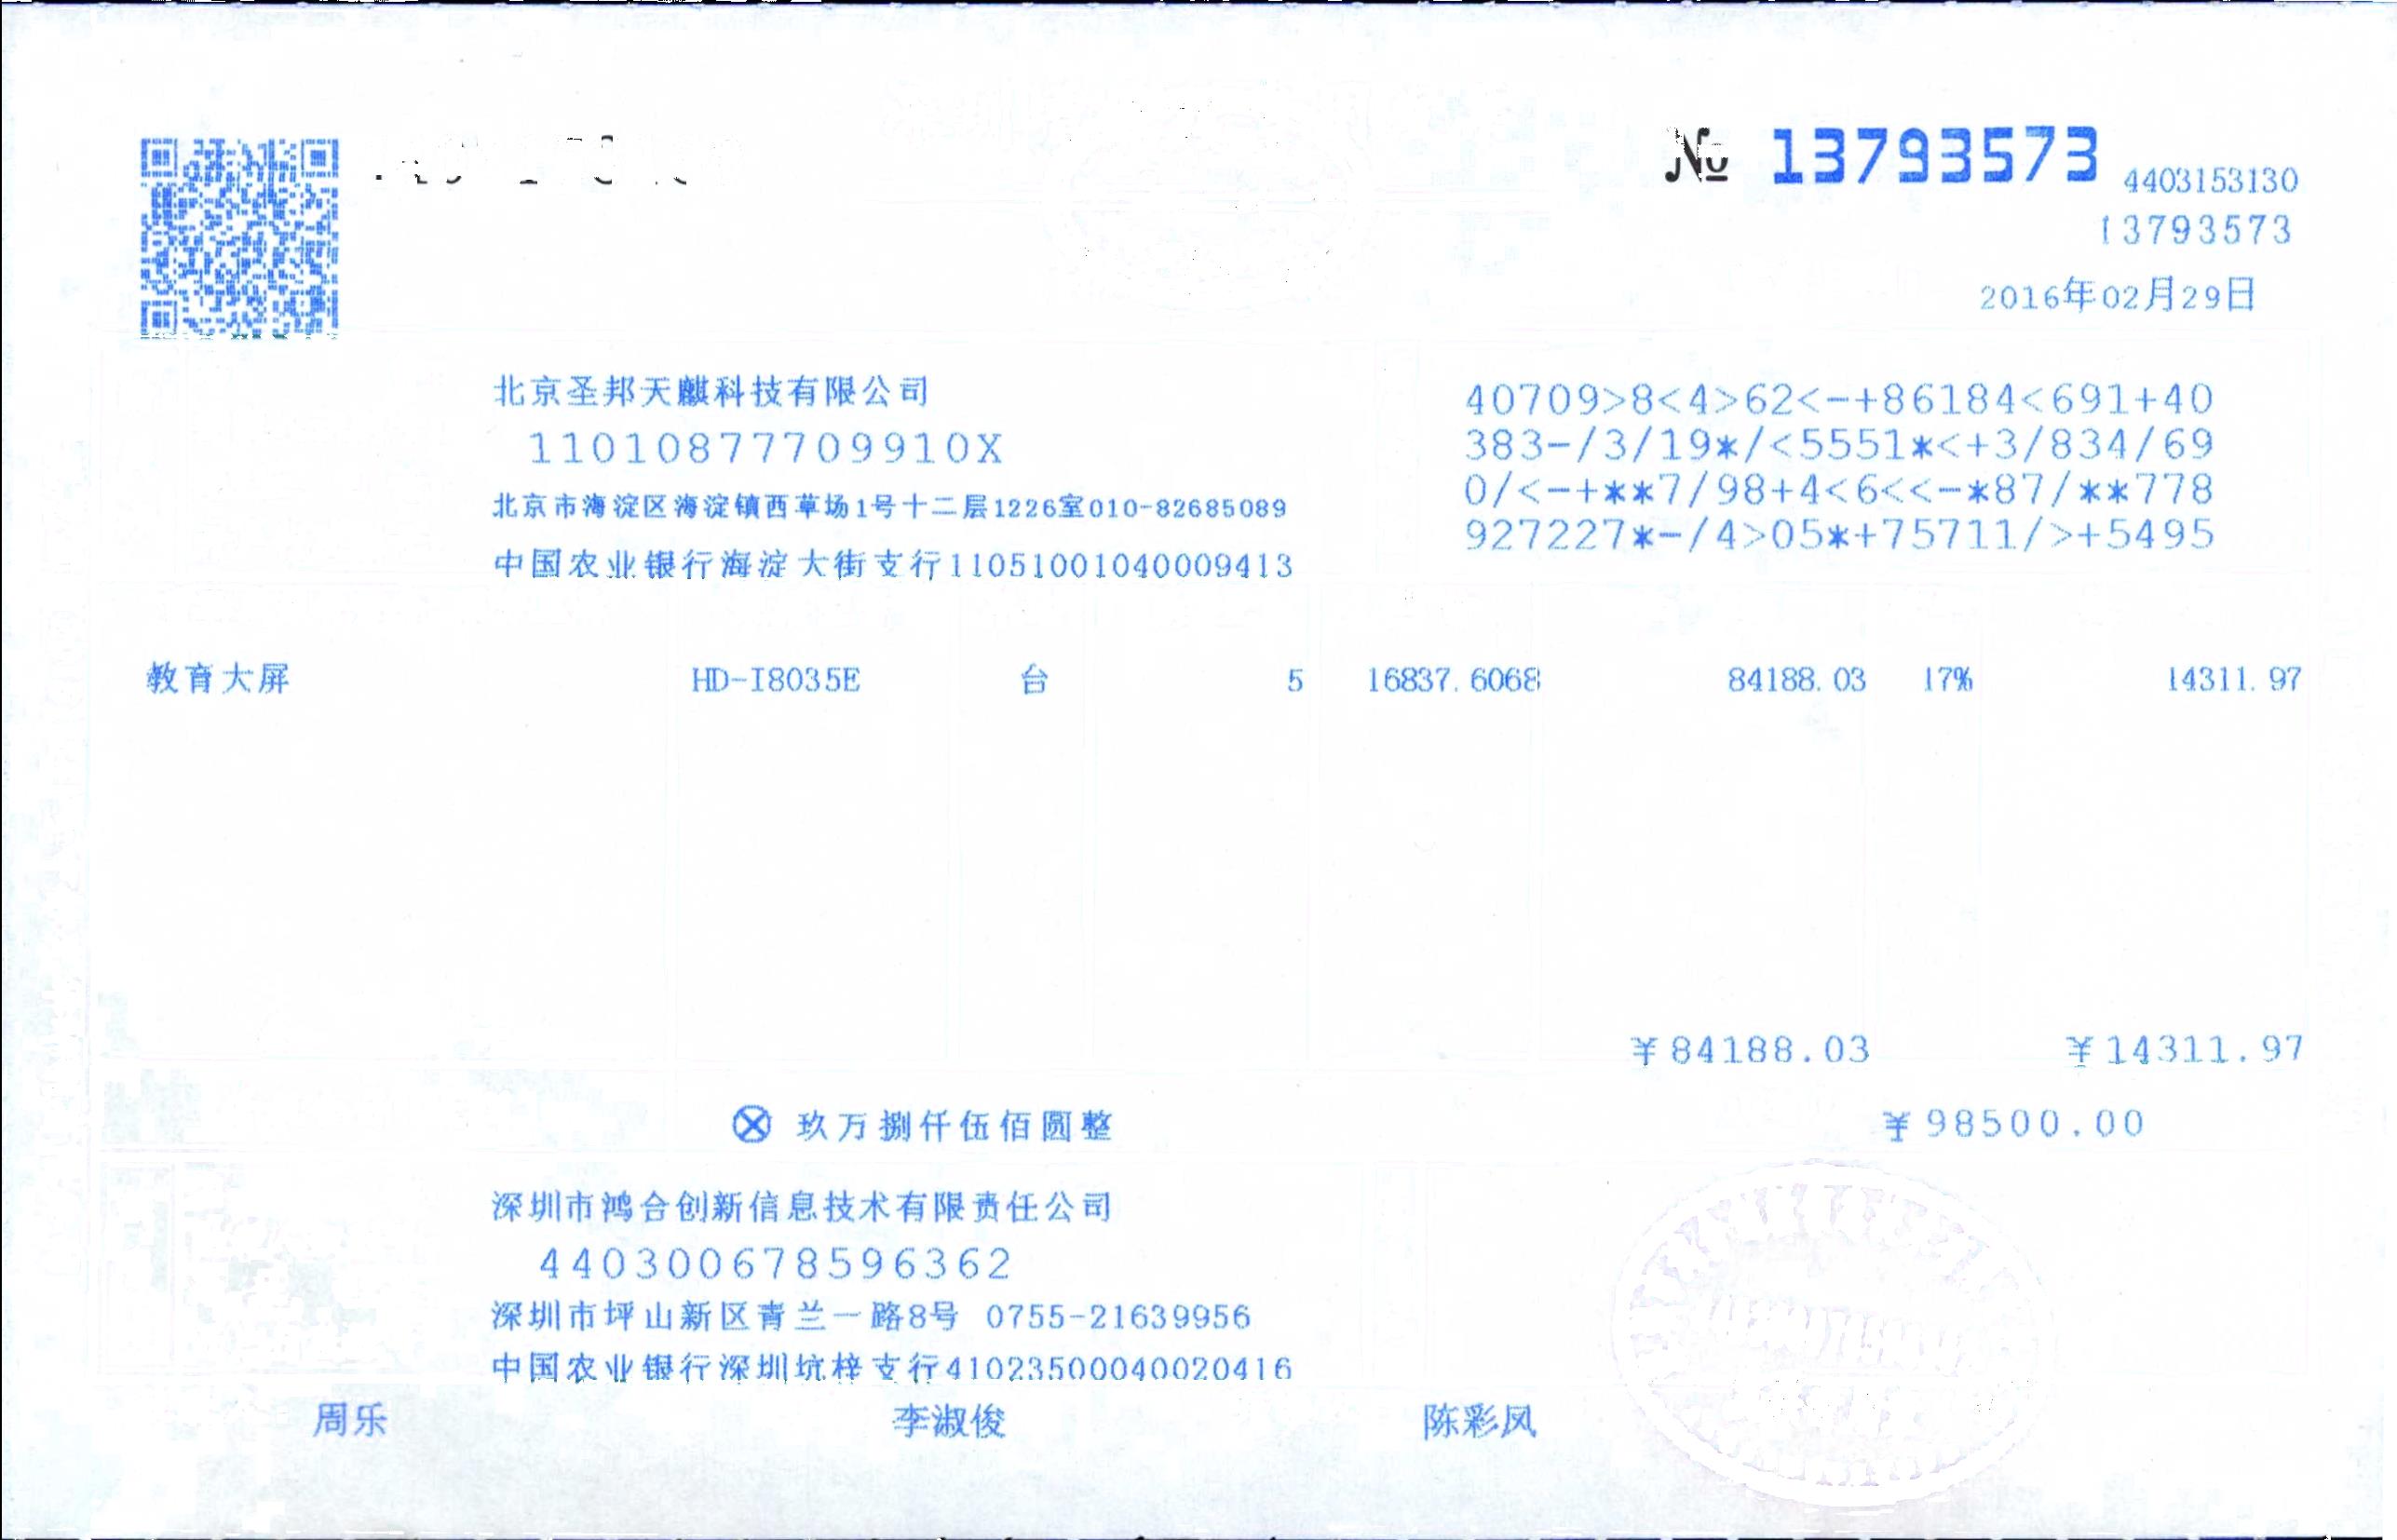 № 13793573
4403153130
13793573
2016年02月29日
北京圣邦天麒科技有限公司
11010877709910X
北京市海淀区海淀镇西草场1号十二层1226室010-82685089
中国农业银行海淀大街支行11051001040009413
40709>8<4>62<-+86184<691+40
383-/3/19*/<5551*<+3/834/69
0/<-+**7/98+4<6<<-*87/**778
927227*-/4>05*+75711/>+5495
教育大屏 HD-I8035E 台 5 16837.6068 84188.03 17% 14311.97
¥84188.03 ¥14311.97
ⓧ 玖万捌仟伍佰圆整 ¥98500.00
深圳市鸿合创新信息技术有限责任公司
440300678596362
深圳市坪山新区青兰一路8号 0755-21639956
中国农业银行深圳坑梓支行41023500040020416
周乐 李淑俊 陈彩凤